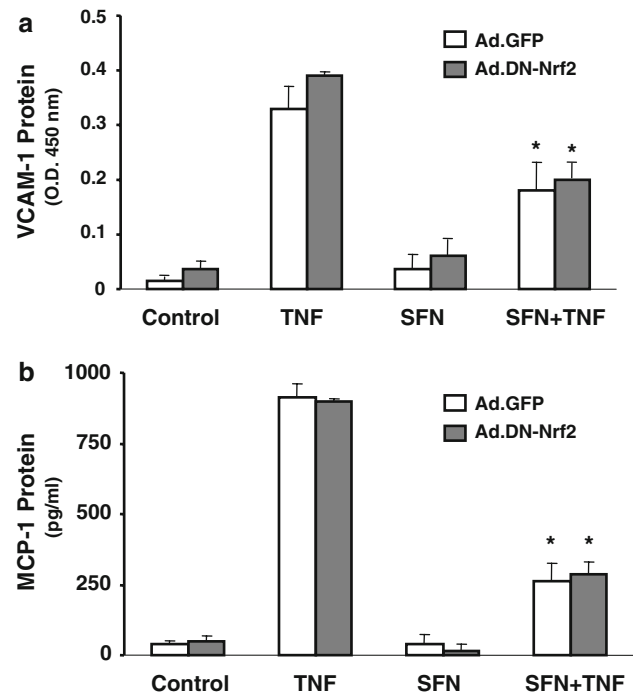 a
VCAM-1 Protein
(O.D. 450 nm)
0.5
0.4
0.3
0.2
0.1
0
Ad.GFP
Ad.DN-Nrf2
* *
Control TNF SFN SFN+TNF
b
MCP-1 Protein
(pg/ml)
1000
750
500
250
0
Ad.GFP
Ad.DN-Nrf2
* *
Control TNF SFN SFN+TNF